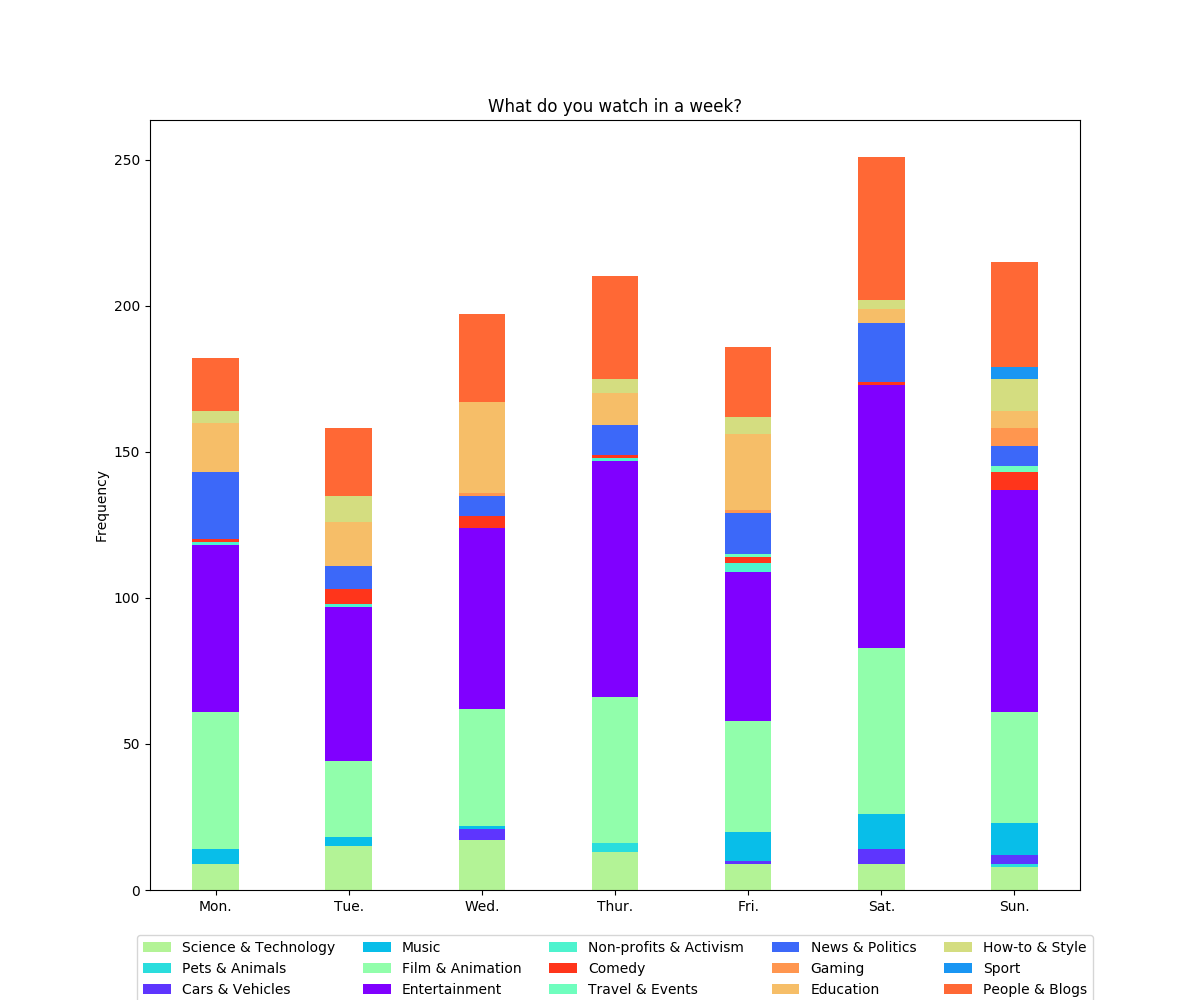 What do you watch in a week?
250
200
150
100
50
0
Frequency
Mon. Tue. Wed. Thur. Fri. Sat. Sun.
Science & Technology Music Non-profits & Activism News & Politics How-to & Style
Pets & Animals Film & Animation Comedy Gaming Sport
Cars & Vehicles Entertainment Travel & Events Education People & Blogs